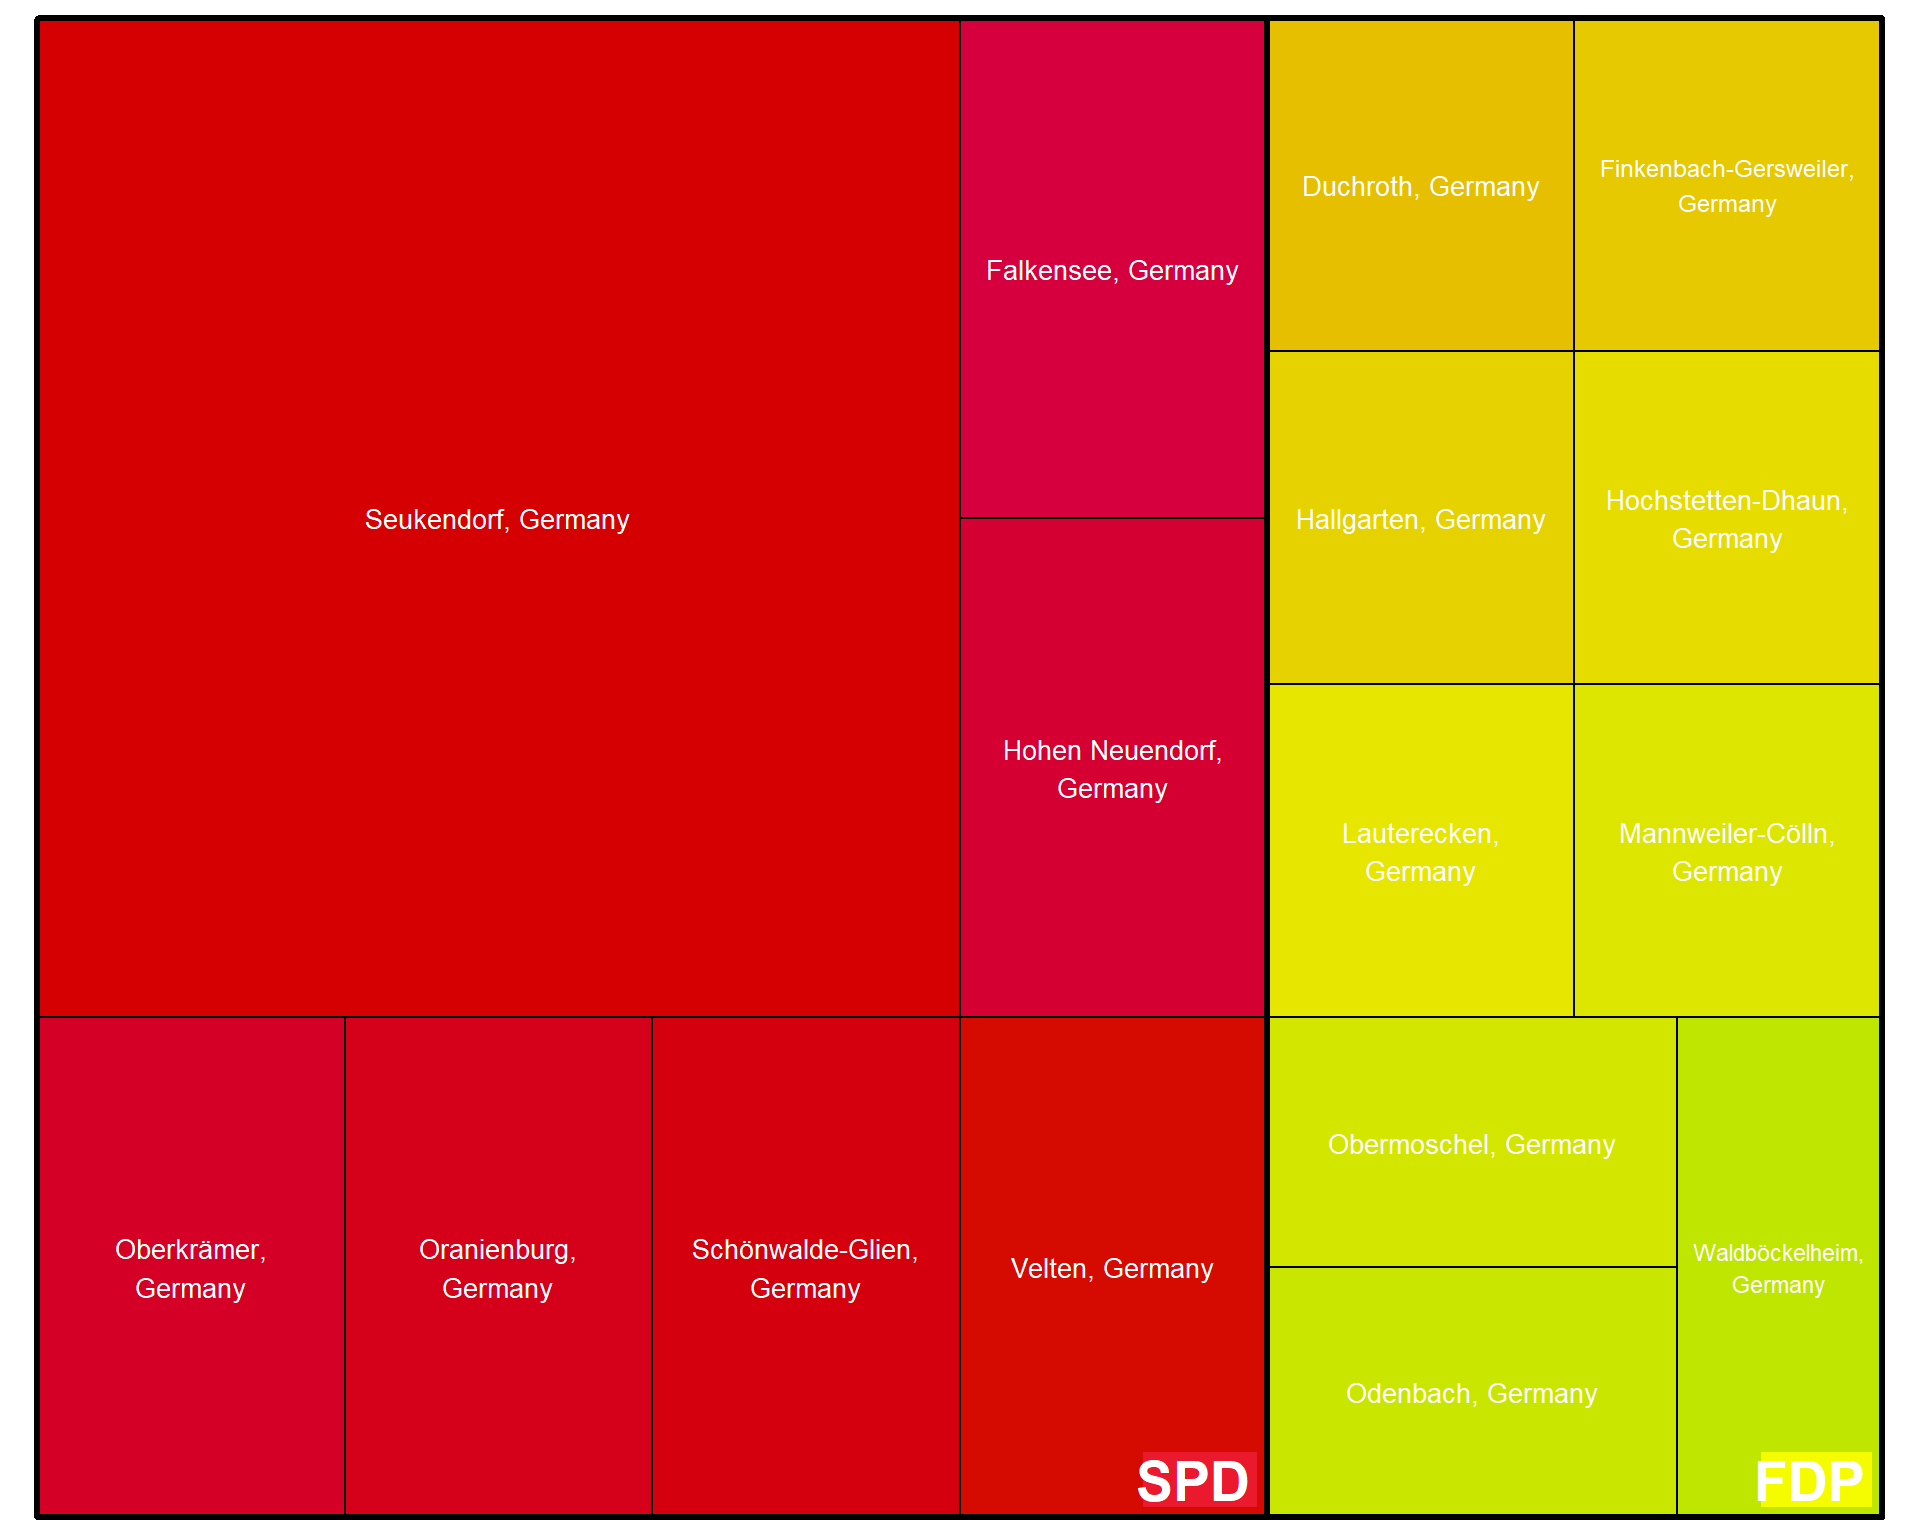 Seukendorf, Germany
Falkensee, Germany
Hohen Neuendorf,
Germany
Oberkrämer,
Germany
Oranienburg,
Germany
Schönwalde-Glien,
Germany
Velten, Germany
SPD
Duchroth, Germany
Finkenbach-Gersweiler,
Germany
Hallgarten, Germany
Hochstetten-Dhaun,
Germany
Lauterecken,
Germany
Mannweiler-Cölln,
Germany
Obermoschel, Germany
Odenbach, Germany
Waldböckelheim,
Germany
FDP